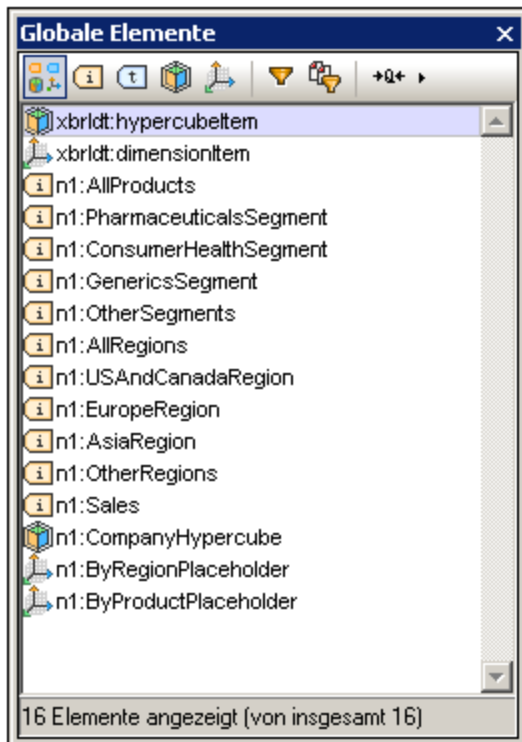 Globale Elemente
xbrldt:hypercubeItem
xbrldt:dimensionItem
n1:AllProducts
n1:PharmaceuticalsSegment
n1:ConsumerHealthSegment
n1:GenericsSegment
n1:OtherSegments
n1:AllRegions
n1:USAndCanadaRegion
n1:EuropeRegion
n1:AsiaRegion
n1:OtherRegions
n1:Sales
n1:CompanyHypercube
n1:ByRegionPlaceholder
n1:ByProductPlaceholder
16 Elemente angezeigt (von insgesamt 16)